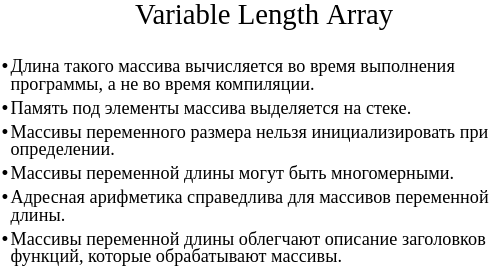 Variable Length Array
•Длина такого массива вычисляется во время выполнения
программы, а не во время компиляции.
•Память под элементы массива выделяется на стеке.
•Массивы переменного размера нельзя инициализировать при
определении.
•Массивы переменной длины могут быть многомерными.
•Адресная арифметика справедлива для массивов переменной
длины.
•Массивы переменной длины облегчают описание заголовков
функций, которые обрабатывают массивы.